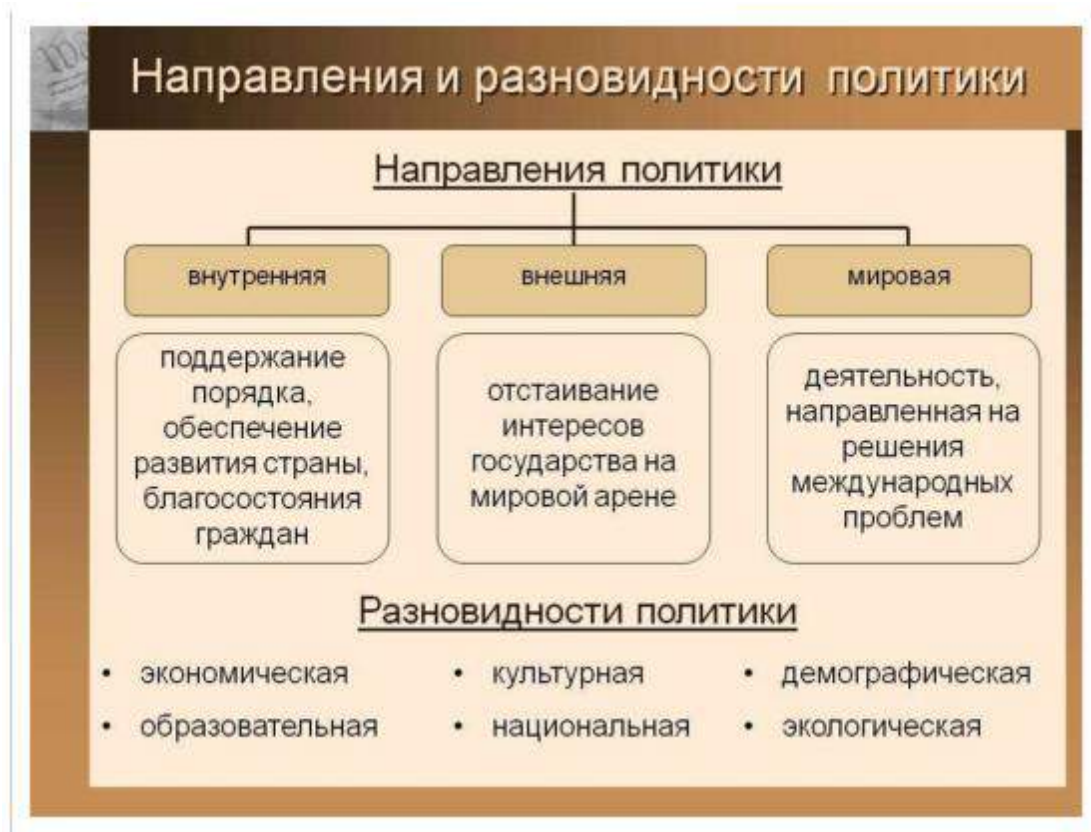 Направления и разновидности политики
Направления политики
внутренняя
внешняя
мировая
поддержание
порядка,
обеспечение
развития страны,
благосостояния
граждан
отстаивание
интересов
государства на
мировой арене
деятельность,
направленная на
решения
международных
проблем
Разновидности политики
• экономическая
• культурная
• демографическая
• образовательная
• национальная
• экологическая